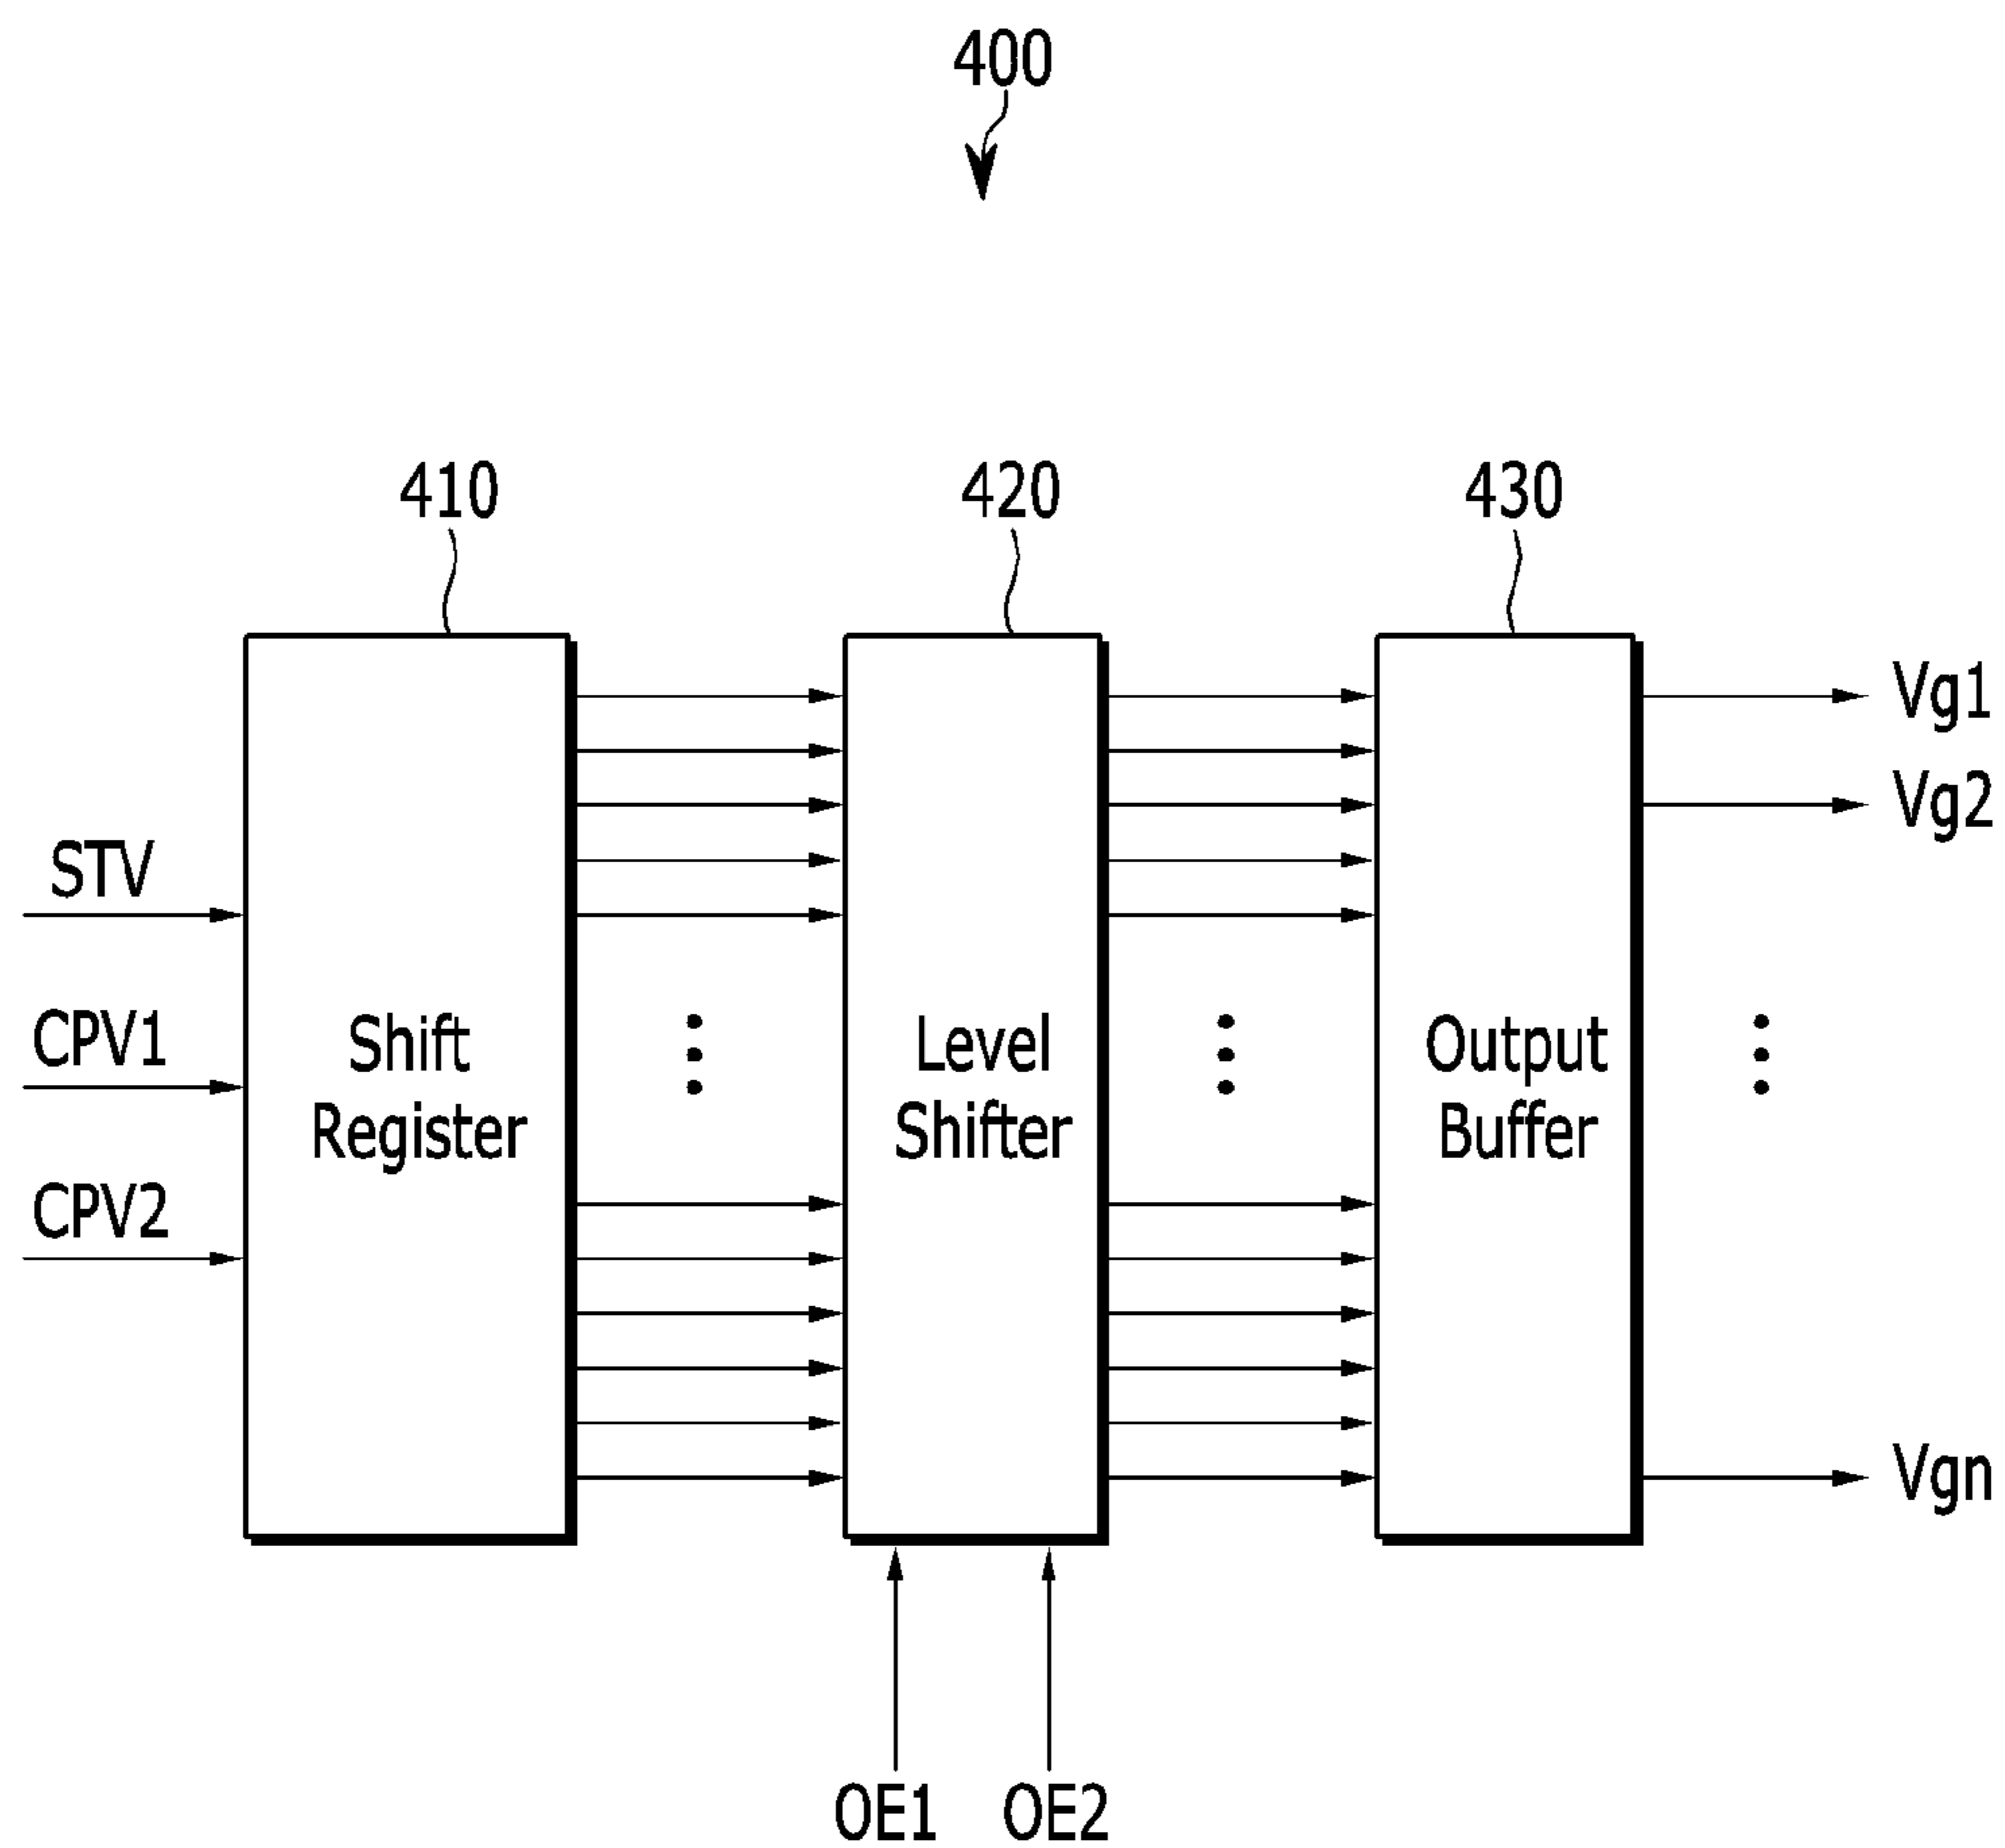 400
410
420
430
Vg1
Vg2
STV
CPV1
CPV2
Shift
Register
Level
Shifter
Output
Buffer
Vgn
OE1
OE2